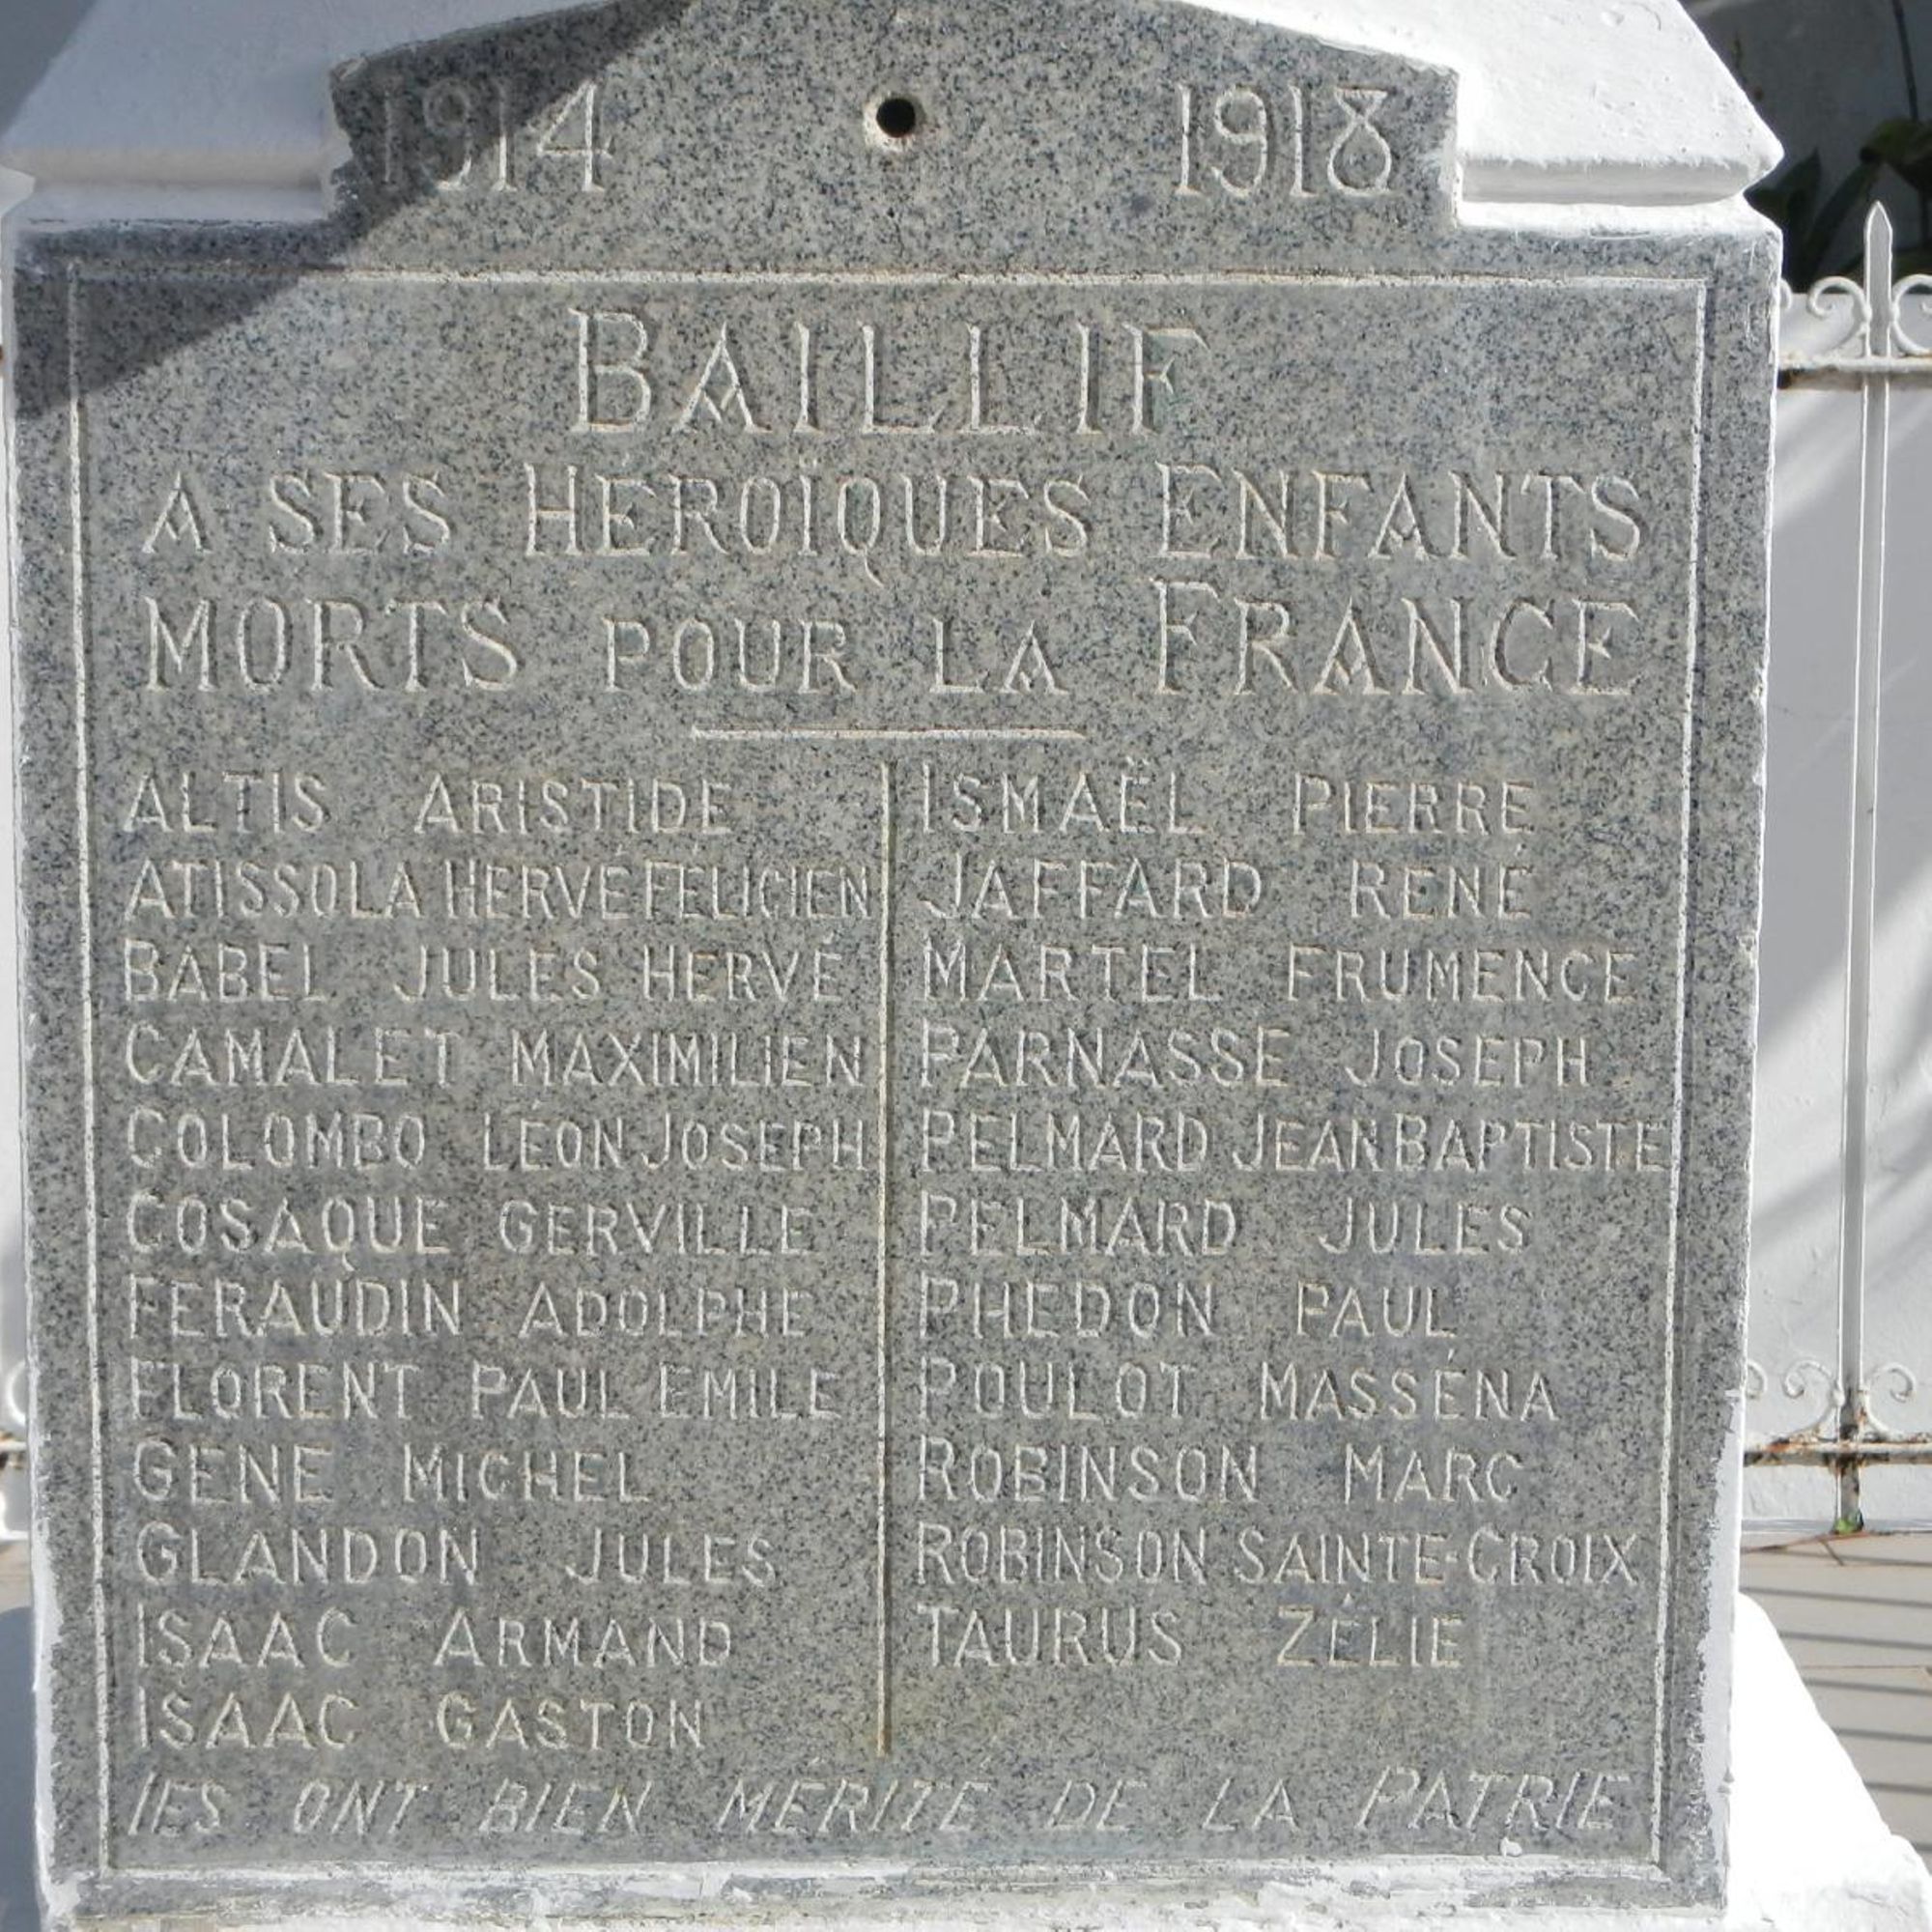 1914 1918
BAILLIF
A SES HÉROÏQUES ENFANTS
MORTS POUR LA FRANCE
ALTIS ARISTIDE
ATISSOLA HERVÉ FÉLICIEN
BABEL JULES HERVÉ
CAMALET MAXIMILIEN
COLOMBO LÉON JOSEPH
COSAQUE GERVILLE
FERAUDIN ADOLPHE
FLORENT PAUL EMILE
GENE MICHEL
GLANDON JULES
ISAAC ARMAND
ISAAC GASTON
ISMAËL PIERRE
JAFFARD RENÉ
MARTEL FRUMENCE
PARNASSE JOSEPH
PELMARD JEAN BAPTISTE
PELMARD JULES
PHEDON PAUL
POULOT MASSÉNA
ROBINSON MARC
ROBINSON SAINTE-CROIX
TAURUS ZÉLIE
IES ONT BIEN MÉRITÉ DE LA PATRIE